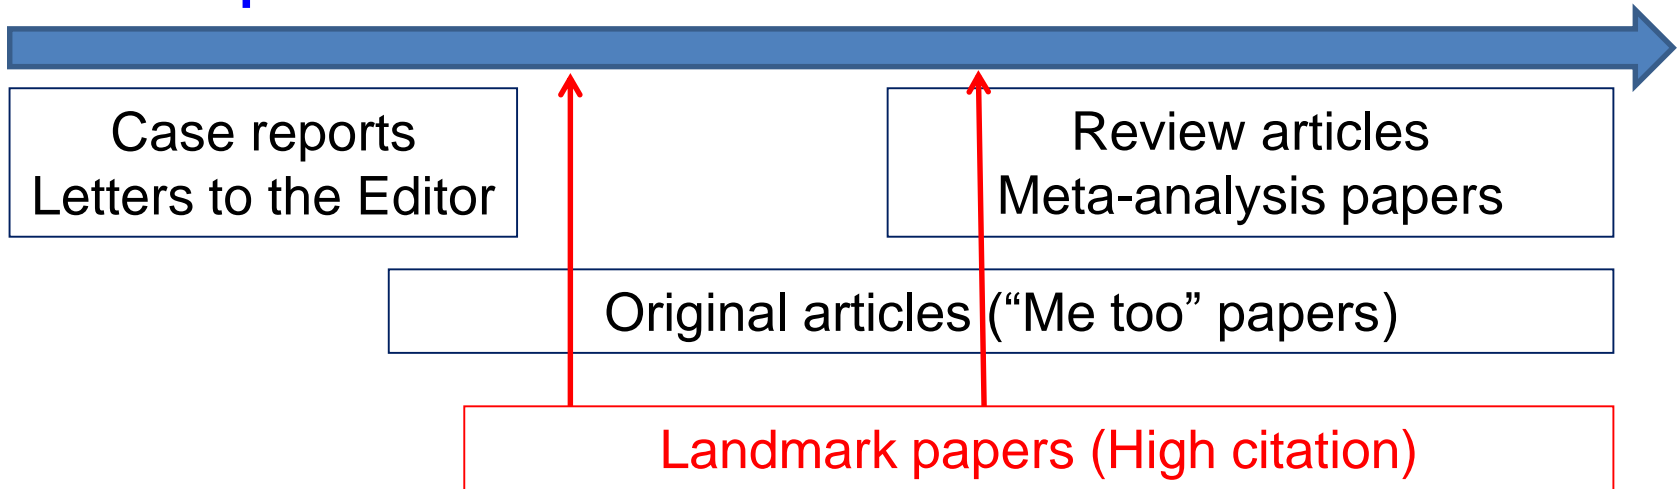 Case reports
Letters to the Editor
Review articles
Meta-analysis papers
Original articles (“Me too” papers)
Landmark papers (High citation)